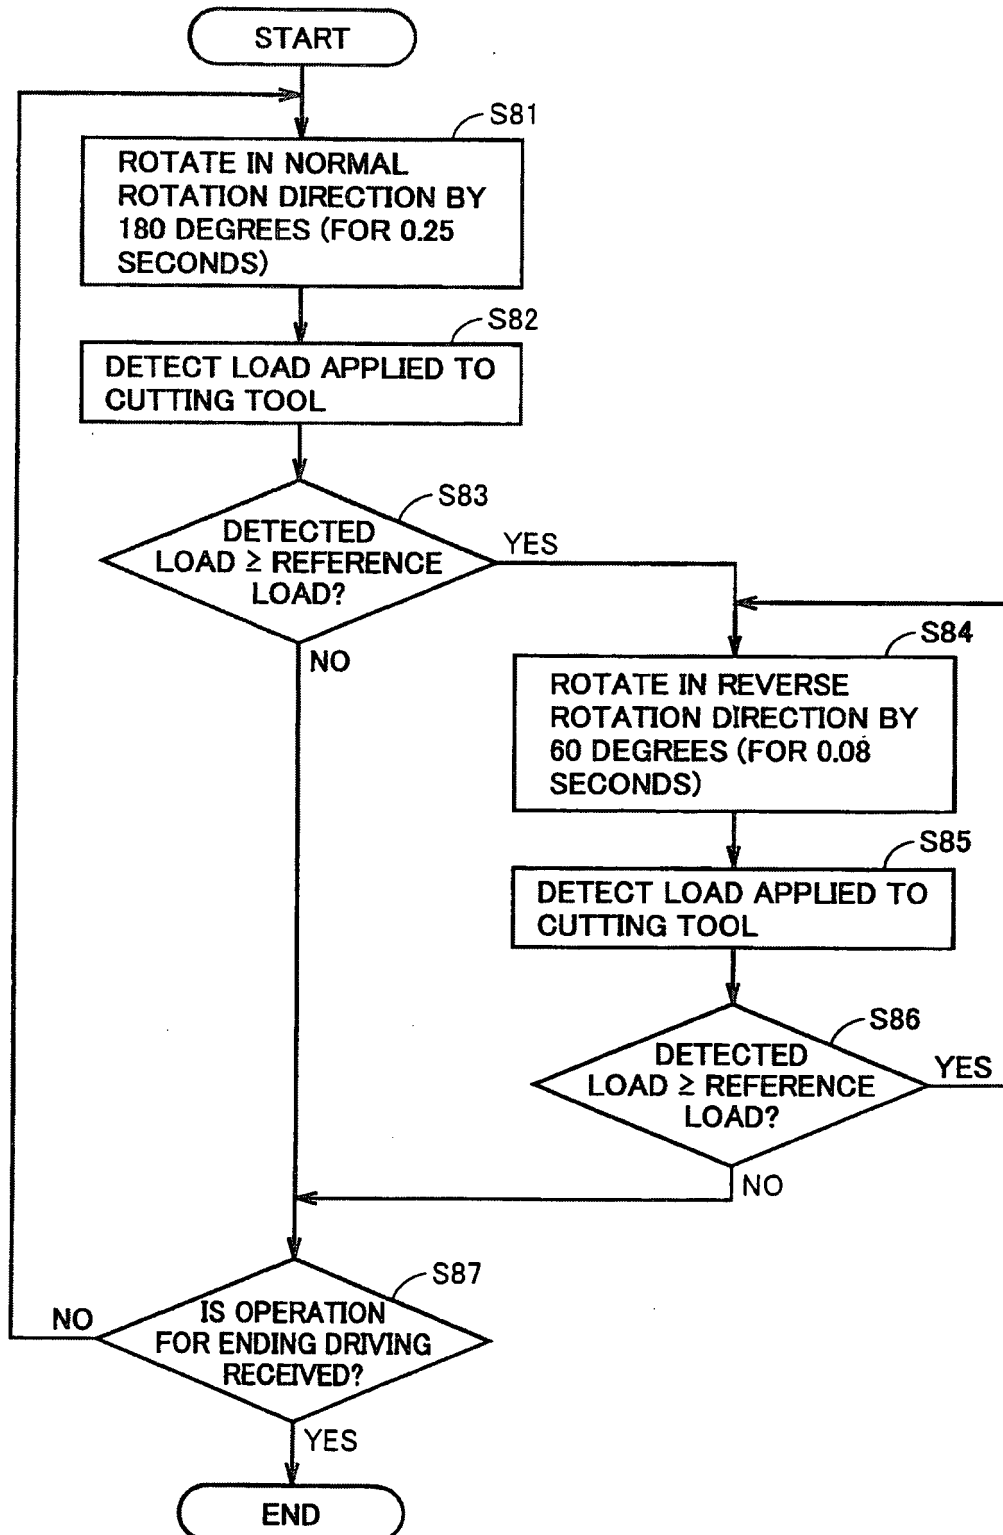 START
S81
ROTATE IN NORMAL
ROTATION DIRECTION BY
180 DEGREES (FOR 0.25
SECONDS)
S82
DETECT LOAD APPLIED TO
CUTTING TOOL
S83
DETECTED
LOAD ≥ REFERENCE
LOAD?
YES
NO
S84
ROTATE IN REVERSE
ROTATION DIRECTION BY
60 DEGREES (FOR 0.08
SECONDS)
S85
DETECT LOAD APPLIED TO
CUTTING TOOL
S86
DETECTED
LOAD ≥ REFERENCE
LOAD?
YES
NO
S87
IS OPERATION
FOR ENDING DRIVING
RECEIVED?
NO
YES
END